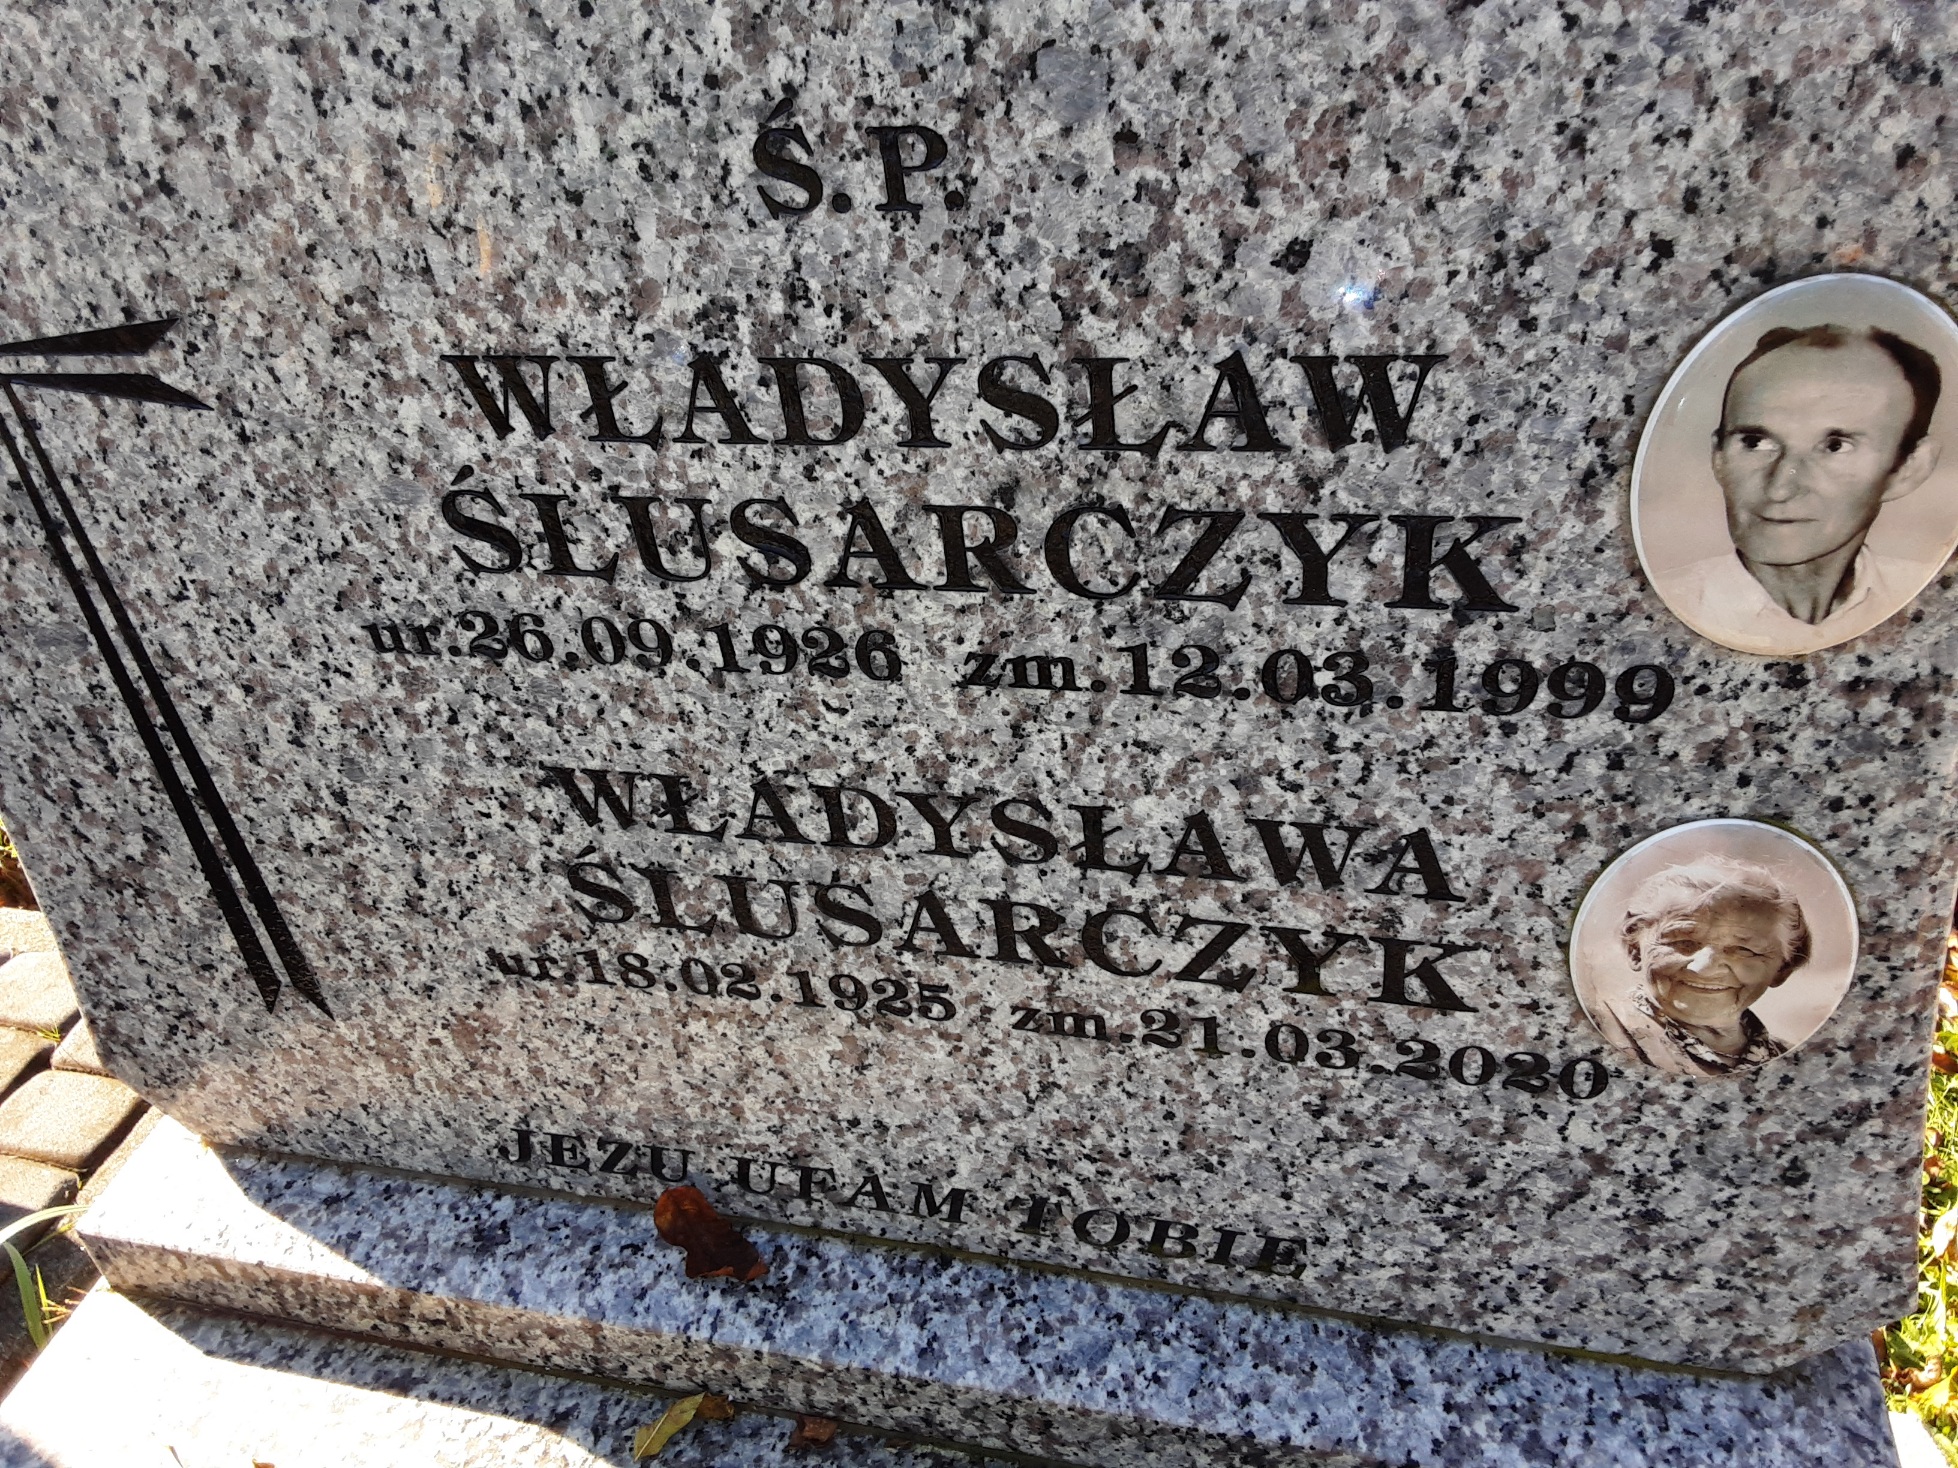 Ś.P.
WŁADYSŁAW
ŚLUSARCZYK
ur.26.09.1926 zm.12.03.1999
WŁADYSŁAWA
ŚLUSARCZYK
ur.18.02.1925 zm.21.03.2020
JEZU UFAM TOBIE